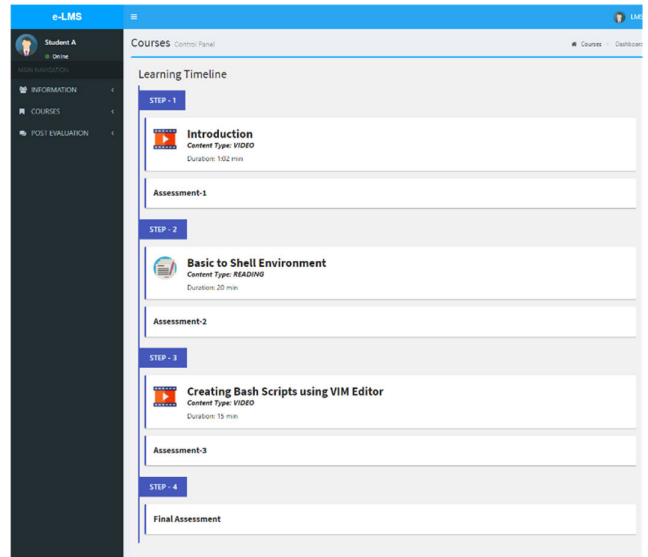 e-LMS
LMS
Student A
Online
Courses Control Panel
Courses
Dashboard
MAIN NAVIGATION
INFORMATION
COURSES
POST EVALUATION
Learning Timeline
STEP - 1
Introduction
Content Type: VIDEO
Duration: 1:02 min
Assessment-1
STEP - 2
Basic to Shell Environment
Content Type: READING
Duration: 20 min
Assessment-2
STEP - 3
Creating Bash Scripts using VIM Editor
Content Type: VIDEO
Duration: 15 min
Assessment-3
STEP - 4
Final Assessment